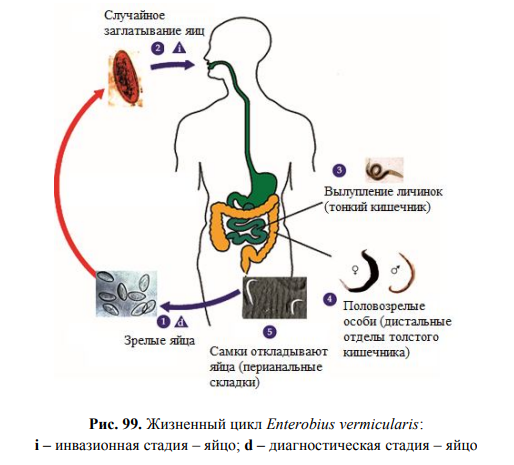 Случайное
заглатывание яиц
2 i
3
Вылупление личинок
(тонкий кишечник)
♀ ♂
4
Половозрелые
особи (дистальные
отделы толстого
кишечника)
1 d
Зрелые яйца
5
Самки откладывают
яйца (перианальные
складки)
Рис. 99. Жизненный цикл Enterobius vermicularis:
i – инвазионная стадия – яйцо; d – диагностическая стадия – яйцо